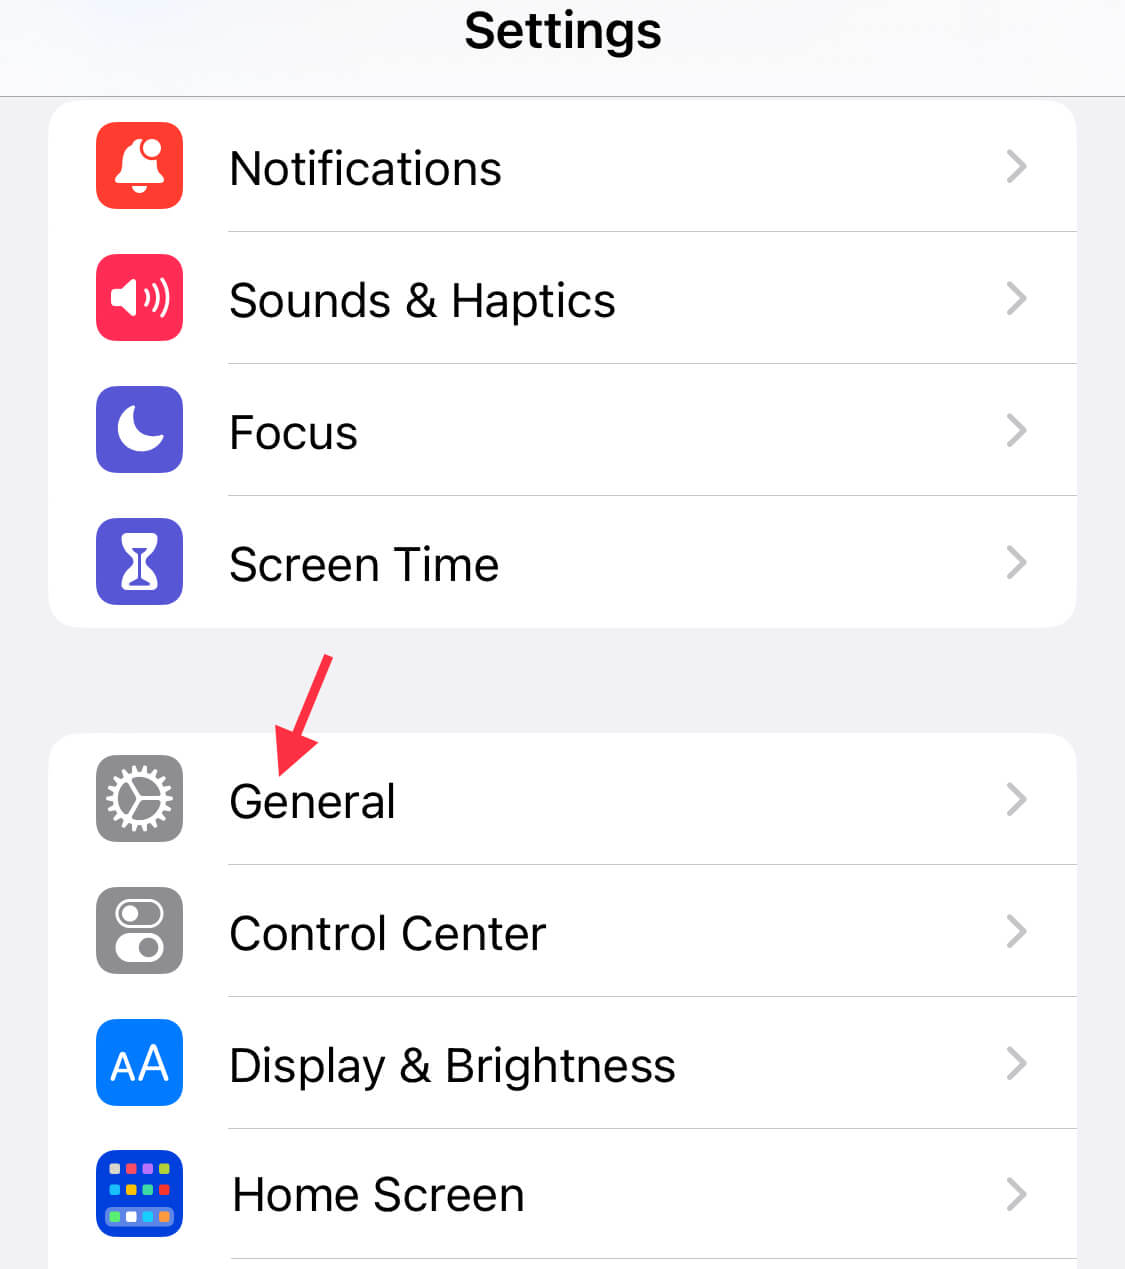 Settings
Notifications
Sounds & Haptics
Focus
Screen Time
General
Control Center
AA
Display & Brightness
Home Screen